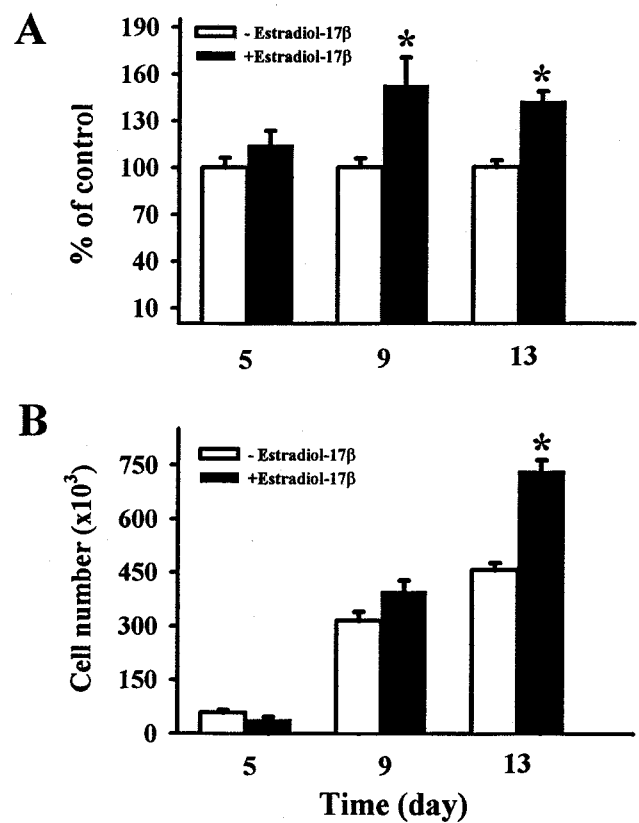 A
- Estradiol-17β
+Estradiol-17β
190
160
130
100
70
40
10
% of control
*
*
5
9
13
B
- Estradiol-17β
+Estradiol-17β
750
600
450
300
150
0
Cell number (x10³)
*
5
9
13
Time (day)